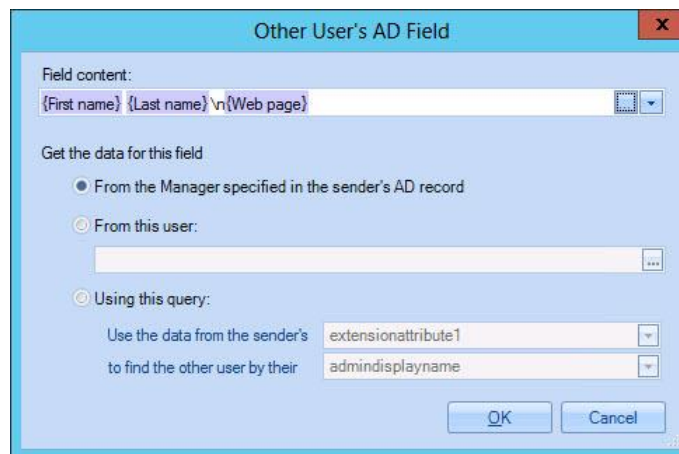 Other User's AD Field
x
Field content:
{First name} {Last name} \n{Web page}
Get the data for this field
From the Manager specified in the sender's AD record
From this user:
...
Using this query:
Use the data from the sender's extensionattribute1
to find the other user by their admindisplayname
OK Cancel